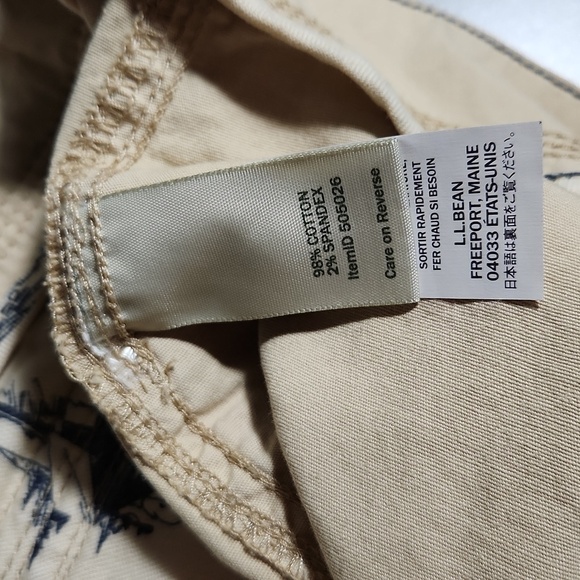 98% COTTON
2% SPANDEX
ItemID 505026
Care on Reverse
SORTIR RAPIDEMENT
FER CHAUD SI BESOIN
L.L.BEAN
FREEPORT, MAINE
04033 ÉTATS-UNIS
日本語は裏面をご覧ください。